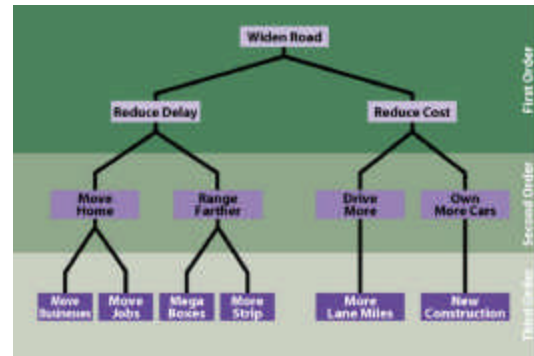 Widen Road
First Order
Reduce Delay
Reduce Cost
Second Order
Move
Home
Range
Farther
Drive
More
Own
More Cars
Third Order
Move
Businesses
Move
Jobs
Mega
Boxes
More
Strip
More
Lane Miles
New
Construction